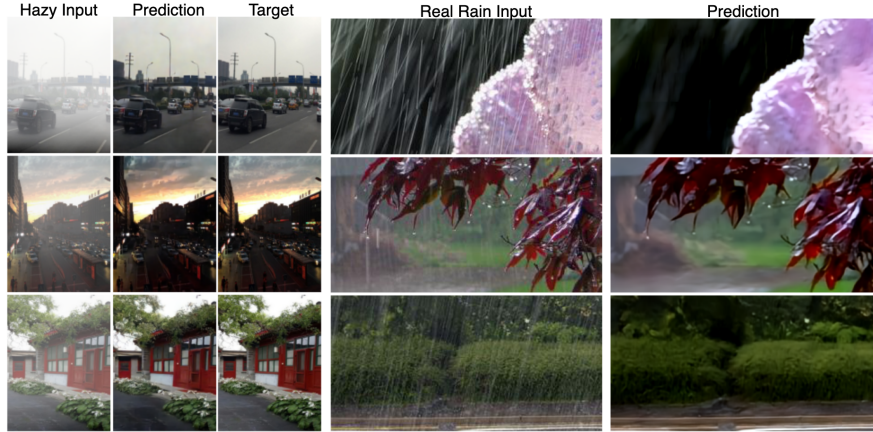 Hazy Input
Prediction
Target
Real Rain Input
Prediction